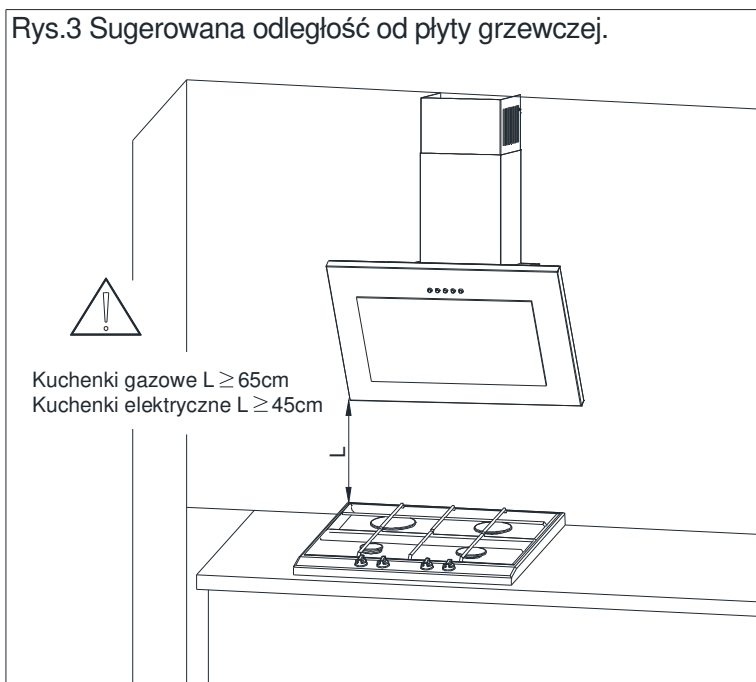 Rys.3 Sugerowana odległość od płyty grzewczej.
Kuchenki gazowe L ≥ 65cm
Kuchenki elektryczne L ≥ 45cm
L